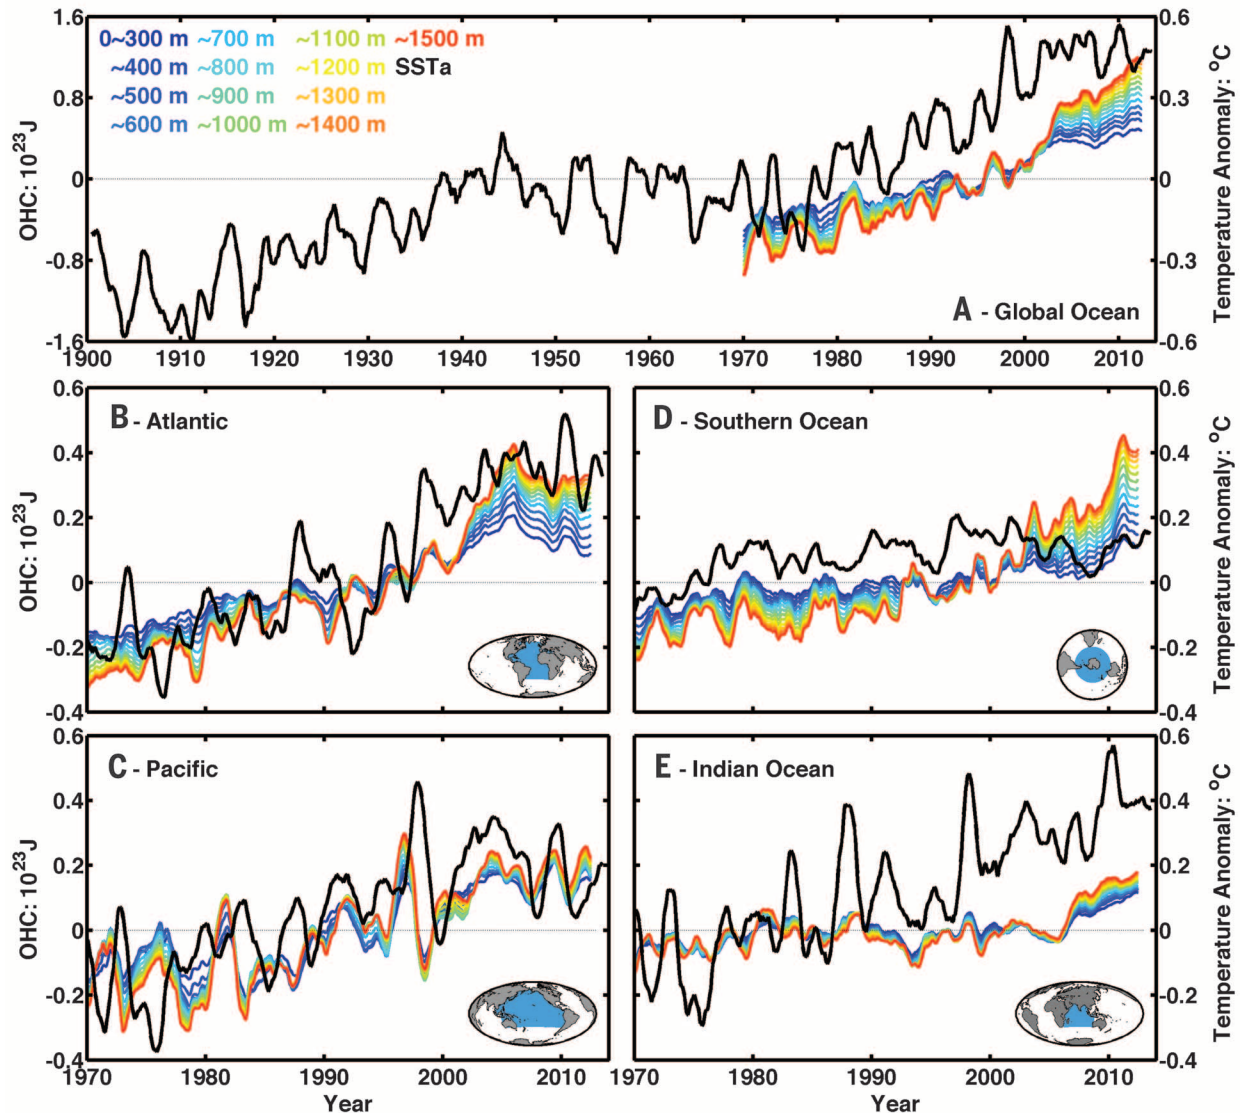 1.6
0.8
0
-0.8
-1.6
OHC: 10²³J
0~300 m ~700 m ~1100 m ~1500 m
~400 m ~800 m ~1200 m SSTa
~500 m ~900 m ~1300 m
~600 m ~1000 m ~1400 m
A - Global Ocean
0.6
0.3
0
-0.3
-0.6
Temperature Anomaly: °C
1900 1910 1920 1930 1940 1950 1960 1970 1980 1990 2000 2010
0.6
0.4
0.2
0
-0.2
-0.4
OHC: 10²³J
B - Atlantic
D - Southern Ocean
0.6
0.4
0.2
0
-0.2
-0.4
Temperature Anomaly: °C
0.6
0.4
0.2
0
-0.2
-0.4
OHC: 10²³J
C - Pacific
E - Indian Ocean
0.6
0.4
0.2
0
-0.2
-0.4
Temperature Anomaly: °C
1970 1980 1990 2000 2010 1970 1980 1990 2000 2010
Year Year